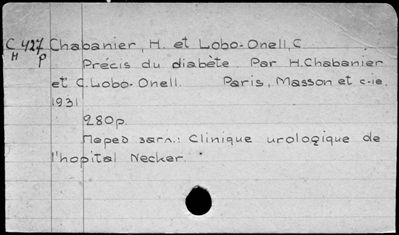 C 427 Chabanier, H. et Lobo-Onell, C
H P Précis du diabète. Par H. Chabanier
et C. Lobo-Onell. Paris, Masson et c-ie,
1931
280p.
Перед загл.: Clinique urologique de
l'hopital Necker.